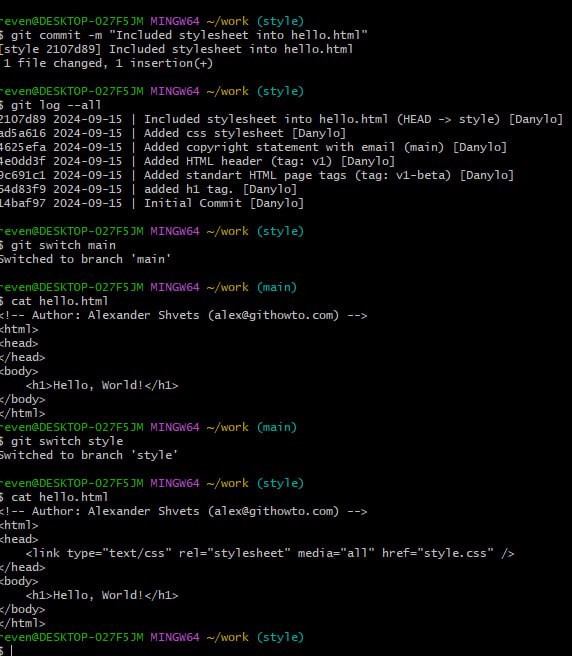 reven@DESKTOP-O27F5JM MINGW64 ~/work (style)
$ git commit -m "Included stylesheet into hello.html"
[style 2107d89] Included stylesheet into hello.html
 1 file changed, 1 insertion(+)
reven@DESKTOP-O27F5JM MINGW64 ~/work (style)
$ git log --all
2107d89 2024-09-15 | Included stylesheet into hello.html (HEAD -> style) [Danylo]
ad5a616 2024-09-15 | Added css stylesheet [Danylo]
4625efa 2024-09-15 | Added copyright statement with email (main) [Danylo]
4e0dd3f 2024-09-15 | Added HTML header (tag: v1) [Danylo]
9c691c1 2024-09-15 | Added standart HTML page tags (tag: v1-beta) [Danylo]
64d83f9 2024-09-15 | added h1 tag. [Danylo]
14baf97 2024-09-15 | Initial Commit [Danylo]
reven@DESKTOP-O27F5JM MINGW64 ~/work (style)
$ git switch main
Switched to branch 'main'
reven@DESKTOP-O27F5JM MINGW64 ~/work (main)
$ cat hello.html
<!-- Author: Alexander Shvets (alex@githowto.com) -->
<html>
<head>
</head>
<body>
    <h1>Hello, World!</h1>
</body>
</html>
reven@DESKTOP-O27F5JM MINGW64 ~/work (main)
$ git switch style
Switched to branch 'style'
reven@DESKTOP-O27F5JM MINGW64 ~/work (style)
$ cat hello.html
<!-- Author: Alexander Shvets (alex@githowto.com) -->
<html>
<head>
    <link type="text/css" rel="stylesheet" media="all" href="style.css" />
</head>
<body>
    <h1>Hello, World!</h1>
</body>
</html>
reven@DESKTOP-O27F5JM MINGW64 ~/work (style)
$